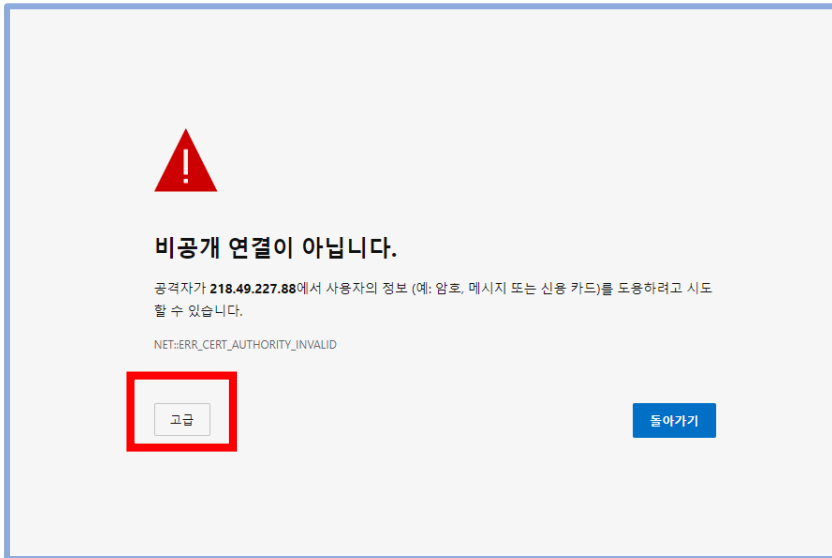 비공개 연결이 아닙니다.
공격자가 218.49.227.88에서 사용자의 정보 (예: 암호, 메시지 또는 신용 카드)를 도용하려고 시도
할 수 있습니다.
NET::ERR_CERT_AUTHORITY_INVALID
고급
돌아가기